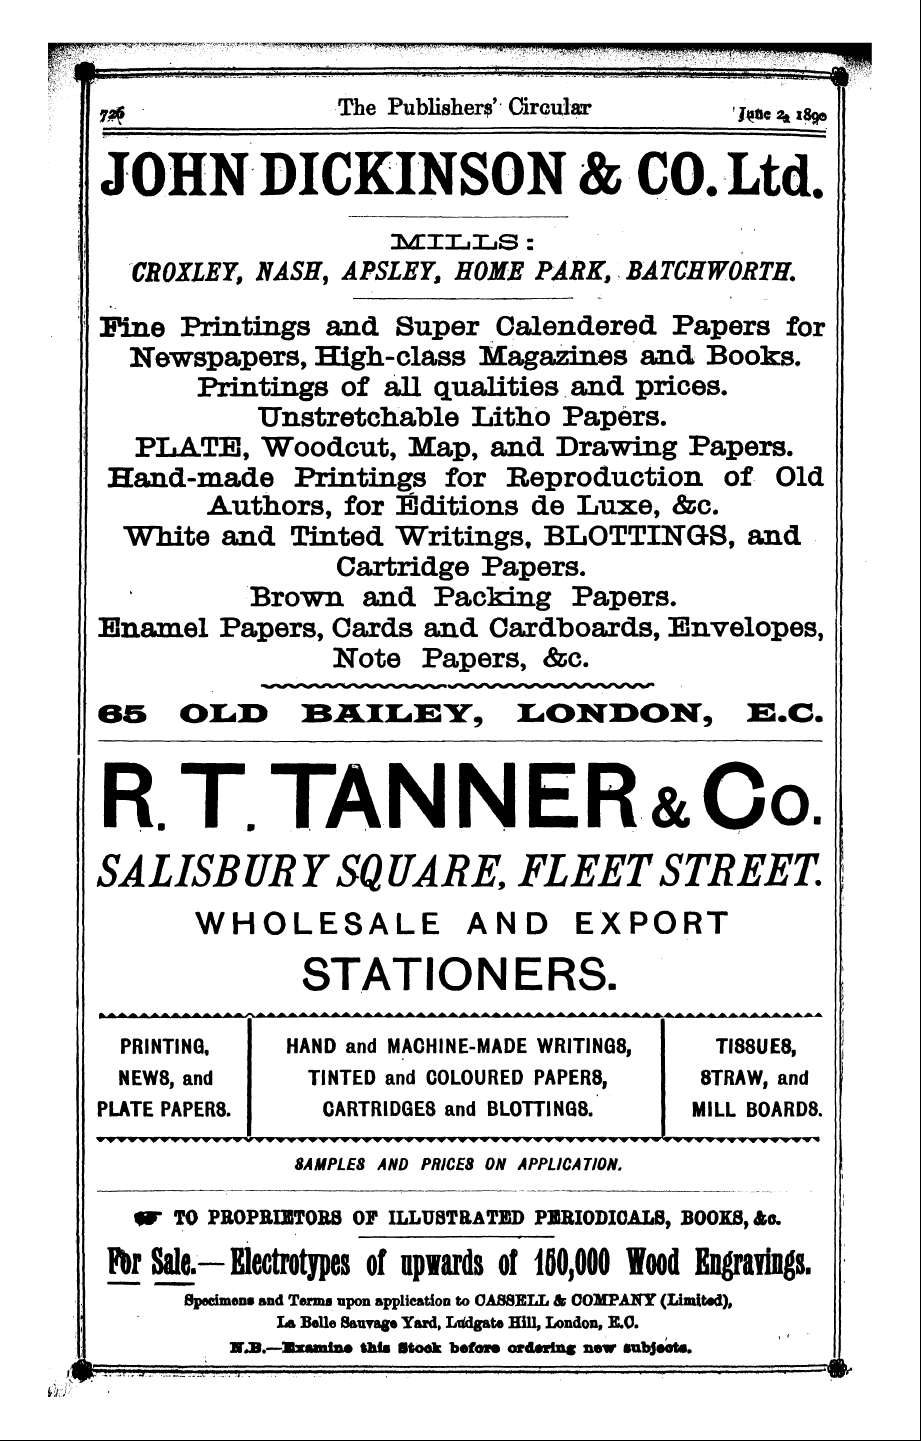 726
The Publishers' Circular
June 2, 1890
JOHN DICKINSON & CO. Ltd.
MILLS:
CROXLEY, NASH, APSLEY, HOME PARK, BATCHWORTH.
Fine Printings and Super Calendered Papers for
Newspapers, High-class Magazines and Books.
Printings of all qualities and prices.
Unstretchable Litho Papers.
PLATE, Woodcut, Map, and Drawing Papers.
Hand-made Printings for Reproduction of Old
Authors, for Editions de Luxe, &c.
White and Tinted Writings, BLOTTINGS, and
Cartridge Papers.
Brown and Packing Papers.
Enamel Papers, Cards and Cardboards, Envelopes,
Note Papers, &c.
65 OLD BAILEY, LONDON, E.C.
R. T. TANNER & Co.
SALISBURY SQUARE, FLEET STREET.
WHOLESALE AND EXPORT
STATIONERS.
PRINTING,
NEWS, and
PLATE PAPERS.
HAND and MACHINE-MADE WRITINGS,
TINTED and COLOURED PAPERS,
CARTRIDGES and BLOTTINGS.
TISSUES,
STRAW, and
MILL BOARDS.
SAMPLES AND PRICES ON APPLICATION.
☛ TO PROPRIETORS OF ILLUSTRATED PERIODICALS, BOOKS, &c.
For Sale.—Electrotypes of upwards of 150,000 Wood Engravings.
Specimens and Terms upon application to CASSELL & COMPANY (Limited),
La Belle Sauvage Yard, Ludgate Hill, London, E.C.
N.B.—Examine this Stock before ordering new subjects.